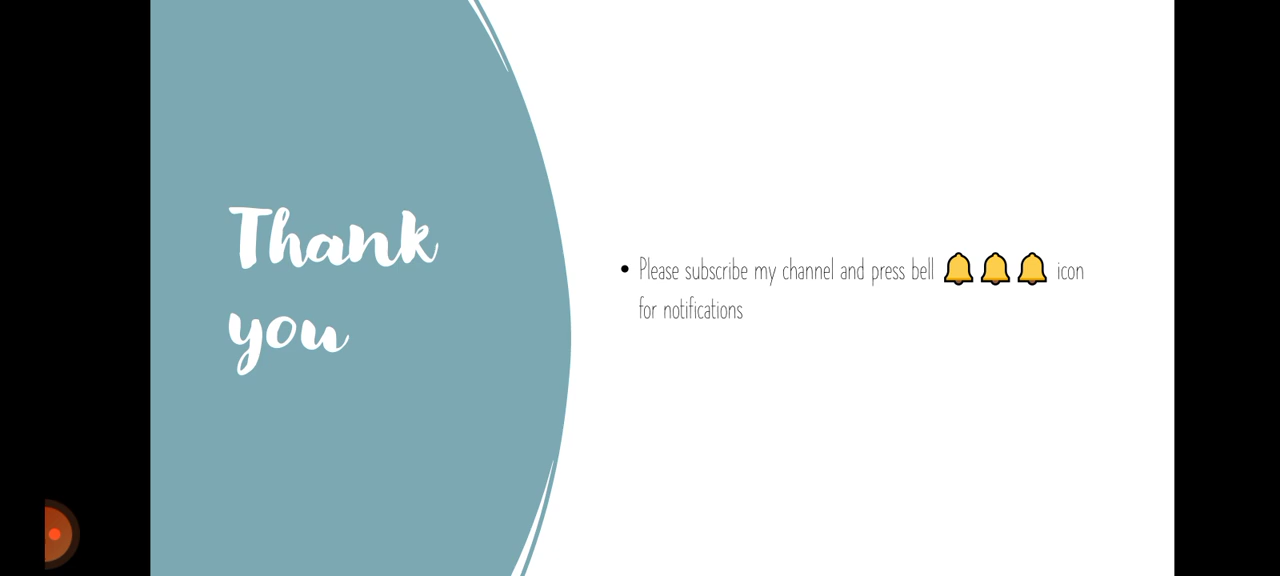 Thank
you
• Please subscribe my channel and press bell 🔔🔔🔔 icon
for notifications